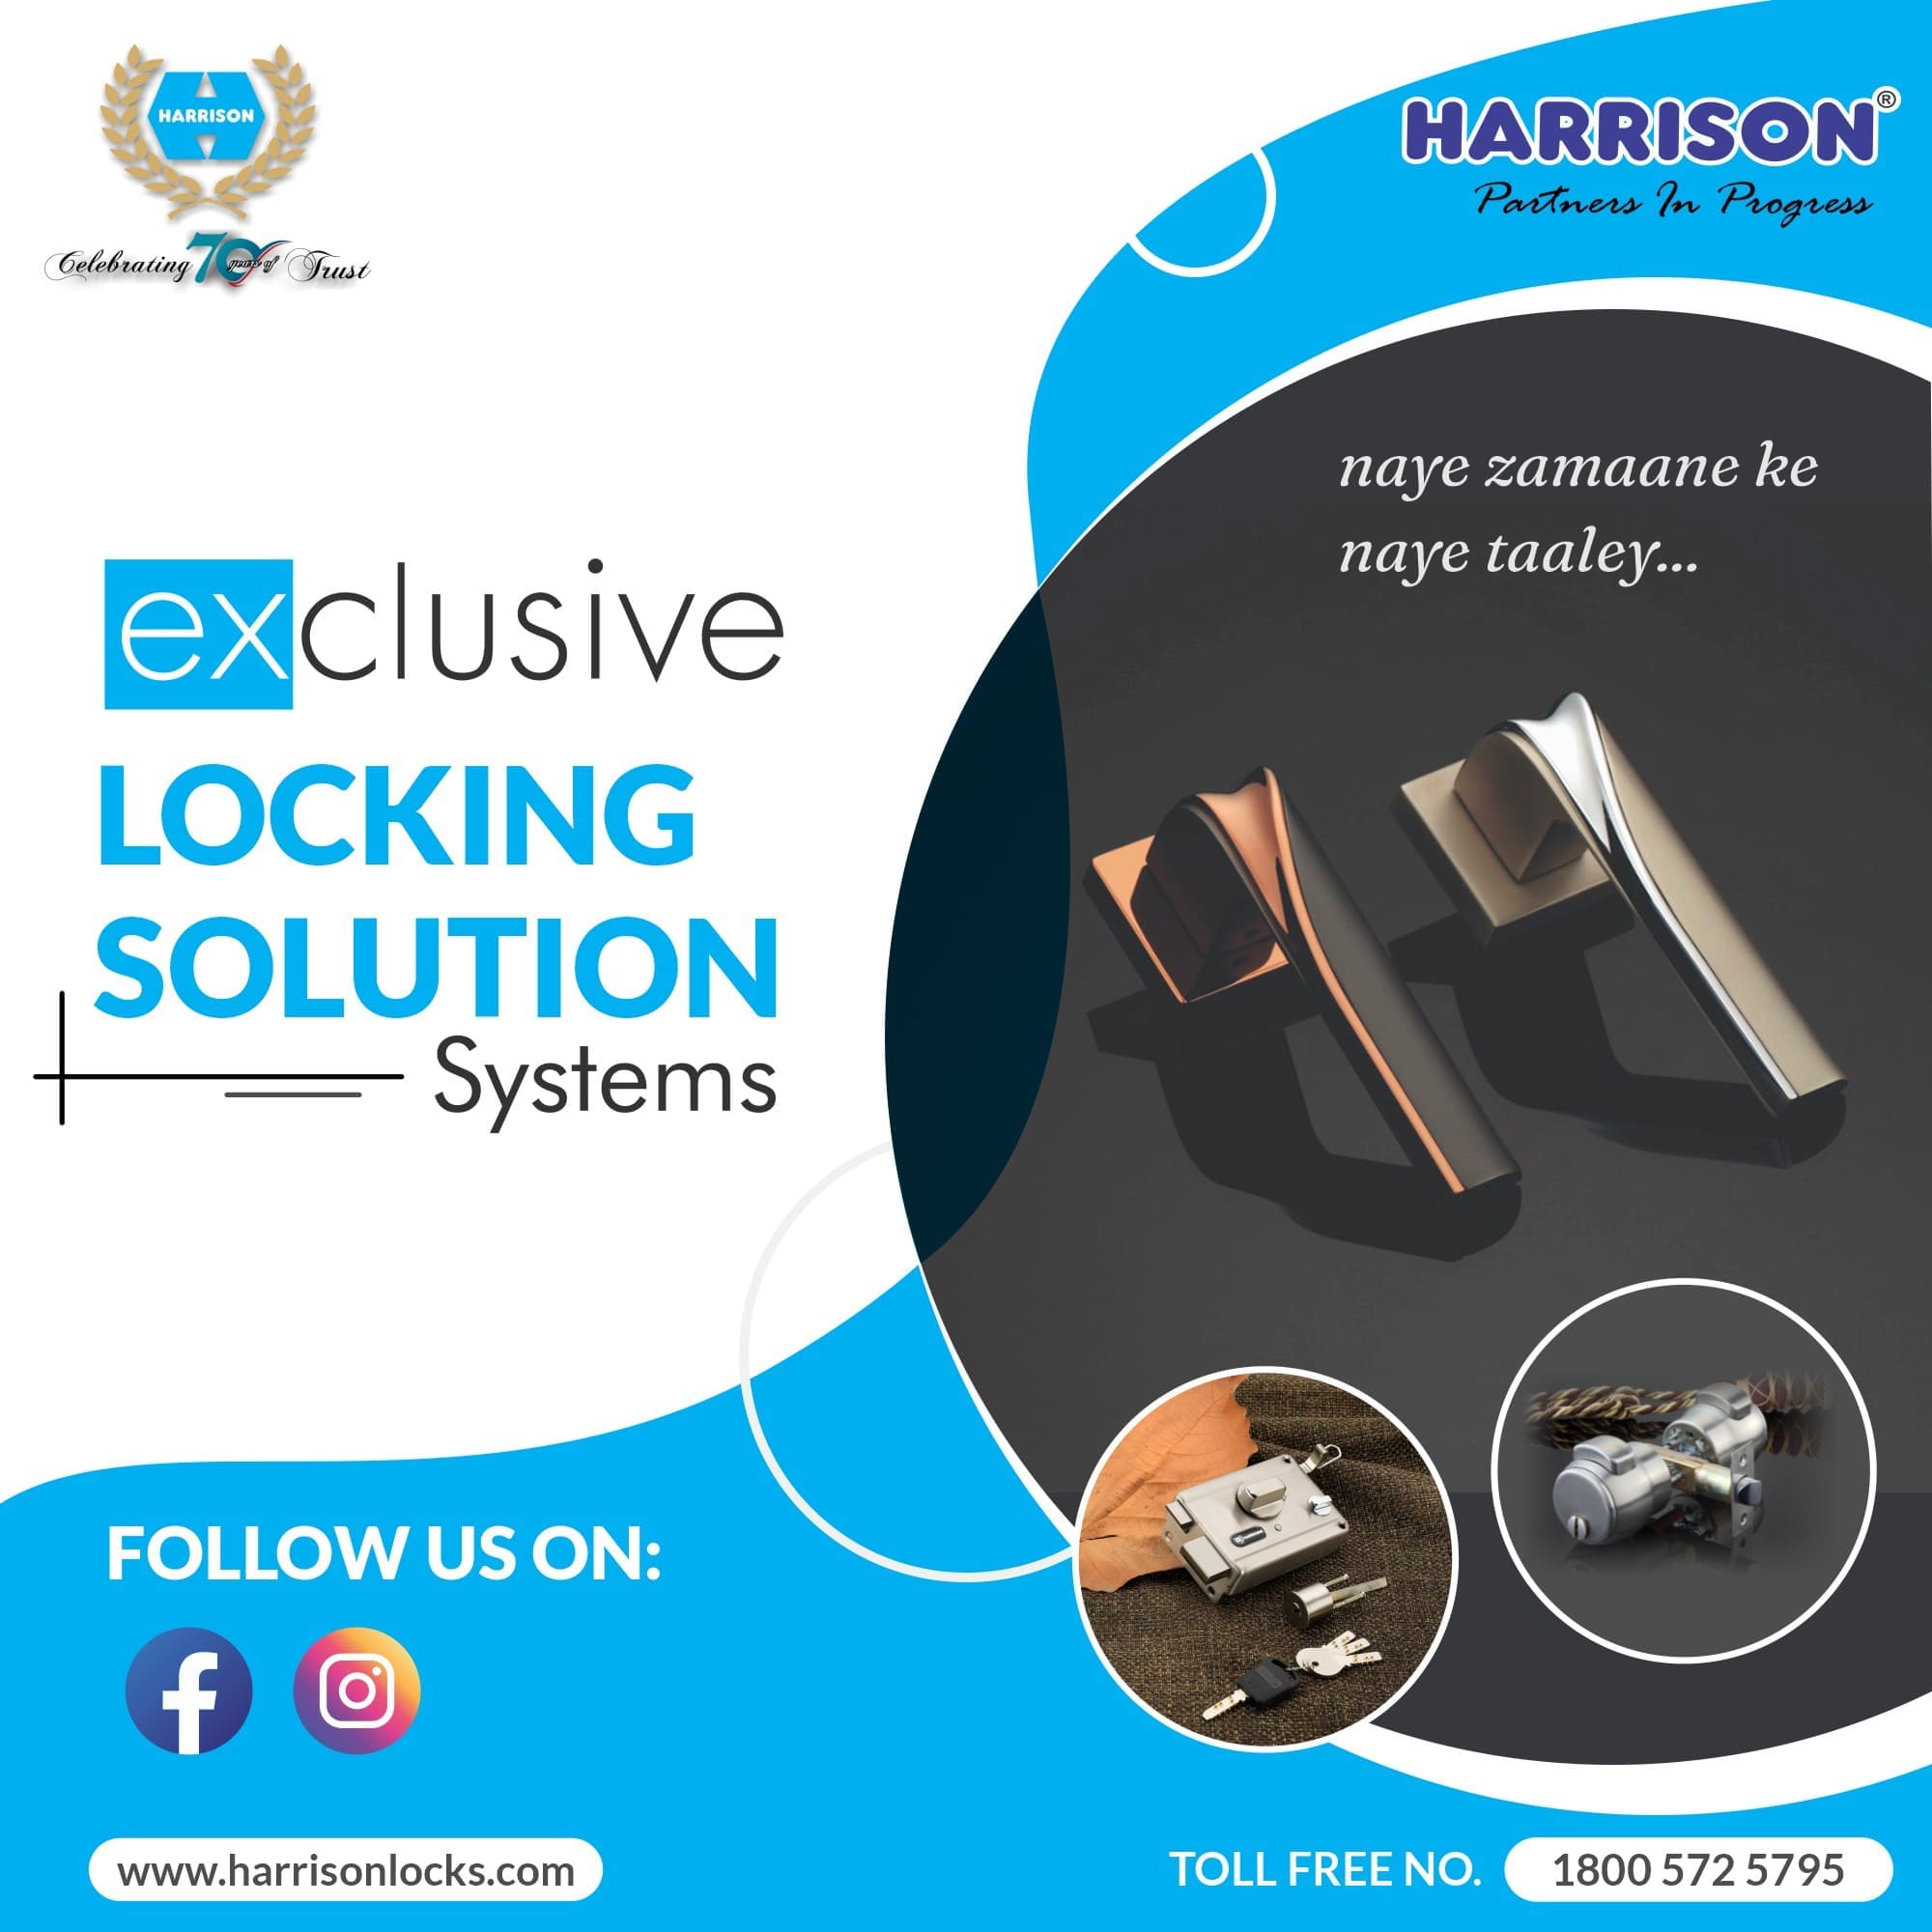 HARRISON
Celebrating 70 years of Trust
HARRISON®
Partners In Progress
naye zamaane ke
naye taaley...
exclusive
LOCKING
SOLUTION
Systems
FOLLOW US ON:
www.harrisonlocks.com
TOLL FREE NO. 1800 572 5795